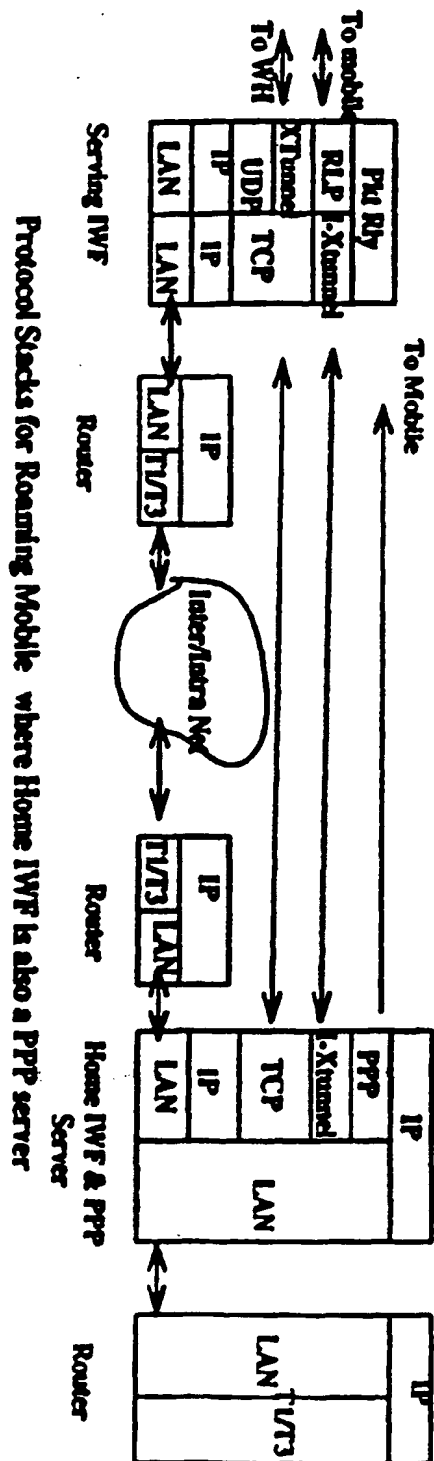 To mobile
To WH
Pkt Rly
RLP
I-Xtunnel
XTunnel
UDP
TCP
IP
IP
LAN
LAN
Serving IWF
To Mobile
IP
LAN
T1/T3
Router
Inter/Intra Net
IP
T1/T3
LAN
Router
IP
PPP
I-Xtunnel
TCP
IP
LAN
LAN
Home IWF & PPP
Server
IP
LAN
T1/T3
Router
Protocol Stacks for Roaming Mobile where Home IWF is also a PPP server